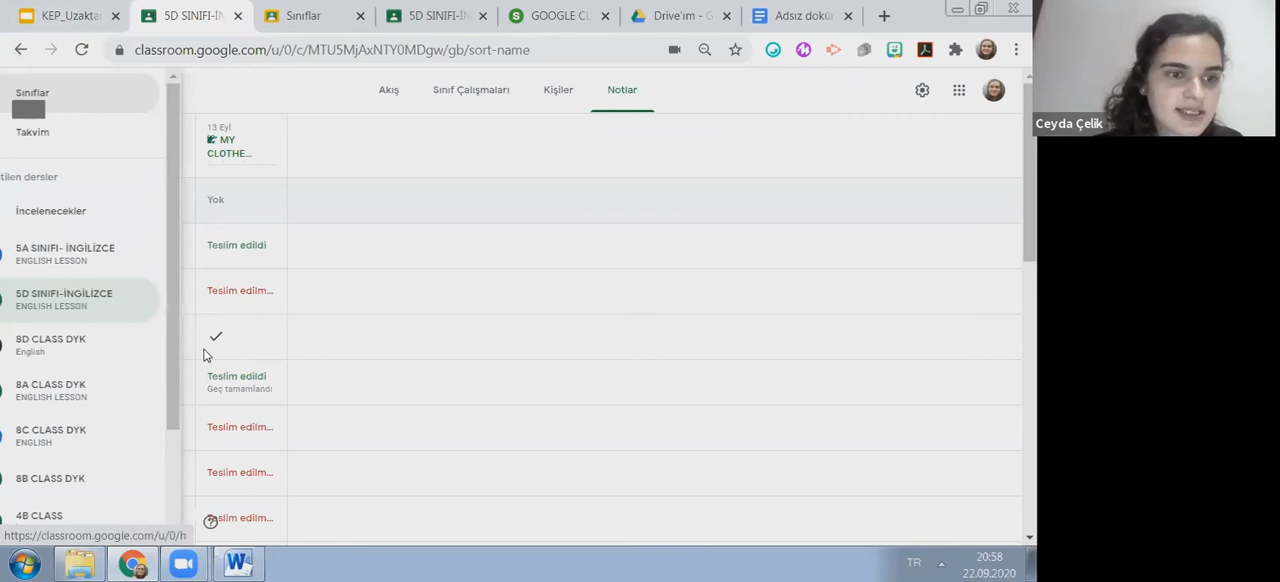 KEP_Uzakta
5D SINIFI-İN
Sınıflar
5D SINIFI-İN
GOOGLE CL
Drive'ım - G
Adsız dokü
classroom.google.com/u/0/c/MTU5MjAxNTY0MDgw/gb/sort-name
Ceyda Çelik
Sınıflar
Takvim
tilen dersler
İncelenecekler
5A SINIFI- İNGİLİZCE
ENGLISH LESSON
5D SINIFI-İNGİLİZCE
ENGLISH LESSON
8D CLASS DYK
English
8A CLASS DYK
ENGLISH LESSON
8C CLASS DYK
ENGLISH
8B CLASS DYK
4B CLASS
Akış
Sınıf Çalışmaları
Kişiler
Notlar
13 Eyl
MY
CLOTHE...
Yok
Teslim edildi
Teslim edilm...
Teslim edildi
Geç tamamlandı
Teslim edilm...
Teslim edilm...
Teslim edilm...
https://classroom.google.com/u/0/h
TR
20:58
22.09.2020